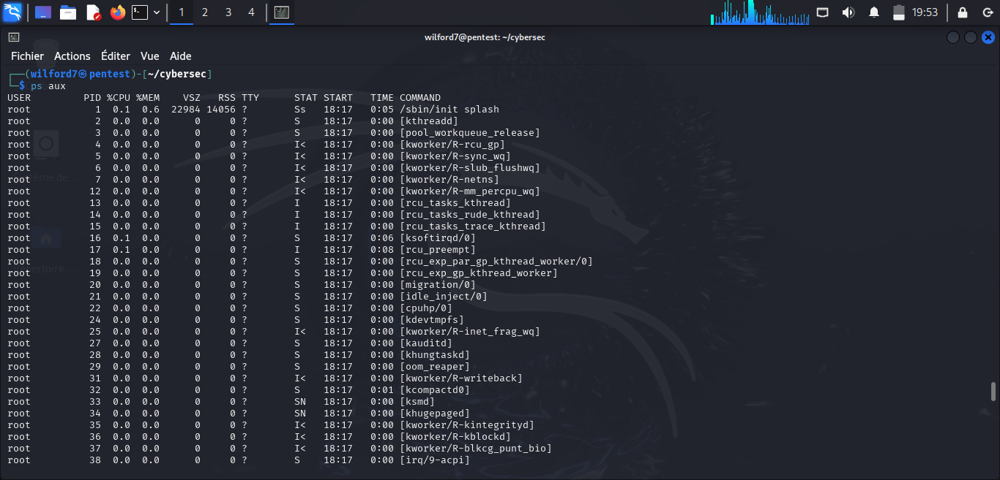 1 2 3 4 19:53
wilford7@pentest: ~/cybersec
Fichier Actions Éditer Vue Aide
┌──(wilford7㉿pentest)-[~/cybersec]
└─$ ps aux
USER PID %CPU %MEM VSZ RSS TTY STAT START TIME COMMAND
root 1 0.1 0.6 22984 14056 ? Ss 18:17 0:05 /sbin/init splash
root 2 0.0 0.0 0 0 ? S 18:17 0:00 [kthreadd]
root 3 0.0 0.0 0 0 ? S 18:17 0:00 [pool_workqueue_release]
root 4 0.0 0.0 0 0 ? I< 18:17 0:00 [kworker/R-rcu_gp]
root 5 0.0 0.0 0 0 ? I< 18:17 0:00 [kworker/R-sync_wq]
root 6 0.0 0.0 0 0 ? I< 18:17 0:00 [kworker/R-slub_flushwq]
root 7 0.0 0.0 0 0 ? I< 18:17 0:00 [kworker/R-netns]
root 12 0.0 0.0 0 0 ? I< 18:17 0:00 [kworker/R-mm_percpu_wq]
root 13 0.0 0.0 0 0 ? I 18:17 0:00 [rcu_tasks_kthread]
root 14 0.0 0.0 0 0 ? I 18:17 0:00 [rcu_tasks_rude_kthread]
root 15 0.0 0.0 0 0 ? I 18:17 0:00 [rcu_tasks_trace_kthread]
root 16 0.1 0.0 0 0 ? S 18:17 0:06 [ksoftirqd/0]
root 17 0.1 0.0 0 0 ? I 18:17 0:08 [rcu_preempt]
root 18 0.0 0.0 0 0 ? S 18:17 0:00 [rcu_exp_par_gp_kthread_worker/0]
root 19 0.0 0.0 0 0 ? S 18:17 0:00 [rcu_exp_gp_kthread_worker]
root 20 0.0 0.0 0 0 ? S 18:17 0:00 [migration/0]
root 21 0.0 0.0 0 0 ? S 18:17 0:00 [idle_inject/0]
root 22 0.0 0.0 0 0 ? S 18:17 0:00 [cpuhp/0]
root 24 0.0 0.0 0 0 ? S 18:17 0:00 [kdevtmpfs]
root 25 0.0 0.0 0 0 ? I< 18:17 0:00 [kworker/R-inet_frag_wq]
root 27 0.0 0.0 0 0 ? S 18:17 0:00 [kauditd]
root 28 0.0 0.0 0 0 ? S 18:17 0:00 [khungtaskd]
root 29 0.0 0.0 0 0 ? S 18:17 0:00 [oom_reaper]
root 31 0.0 0.0 0 0 ? I< 18:17 0:00 [kworker/R-writeback]
root 32 0.0 0.0 0 0 ? S 18:17 0:01 [kcompactd0]
root 33 0.0 0.0 0 0 ? SN 18:17 0:00 [ksmd]
root 34 0.0 0.0 0 0 ? SN 18:17 0:00 [khugepaged]
root 35 0.0 0.0 0 0 ? I< 18:17 0:00 [kworker/R-kintegrityd]
root 36 0.0 0.0 0 0 ? I< 18:17 0:00 [kworker/R-kblockd]
root 37 0.0 0.0 0 0 ? I< 18:17 0:00 [kworker/R-blkcg_punt_bio]
root 38 0.0 0.0 0 0 ? S 18:17 0:00 [irq/9-acpi]